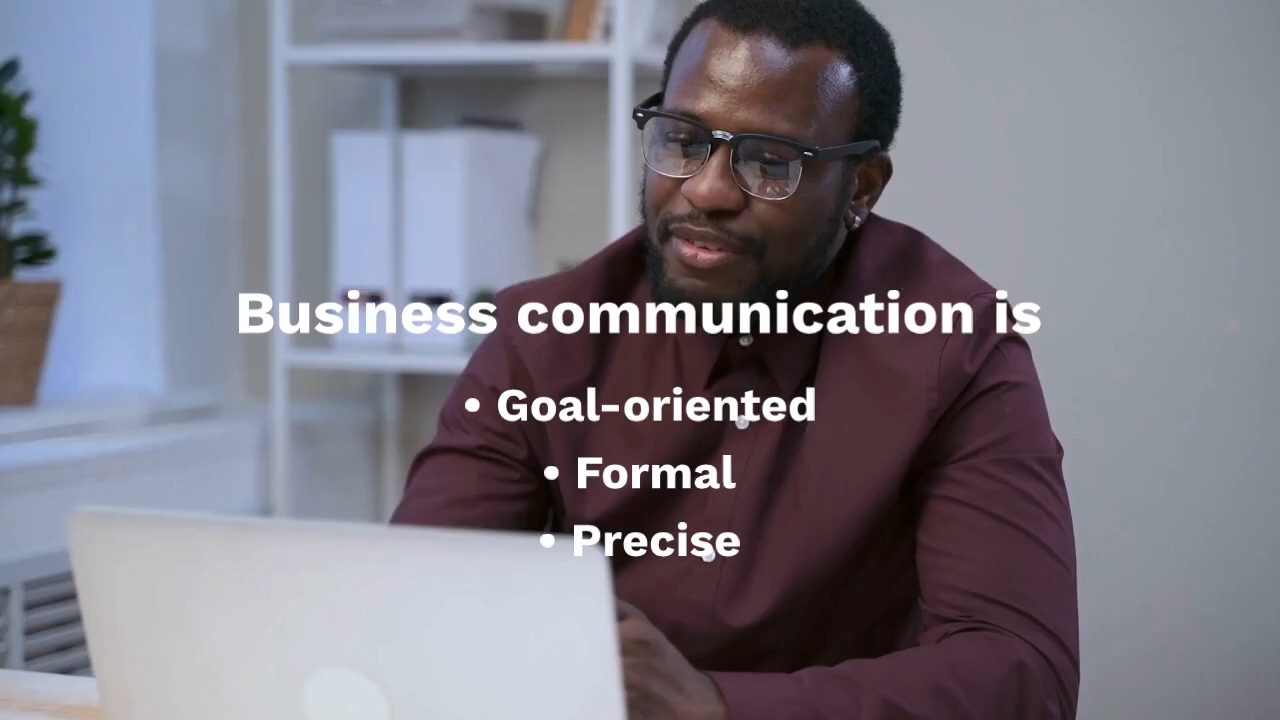 Business communication is
• Goal-oriented
• Formal
• Precise